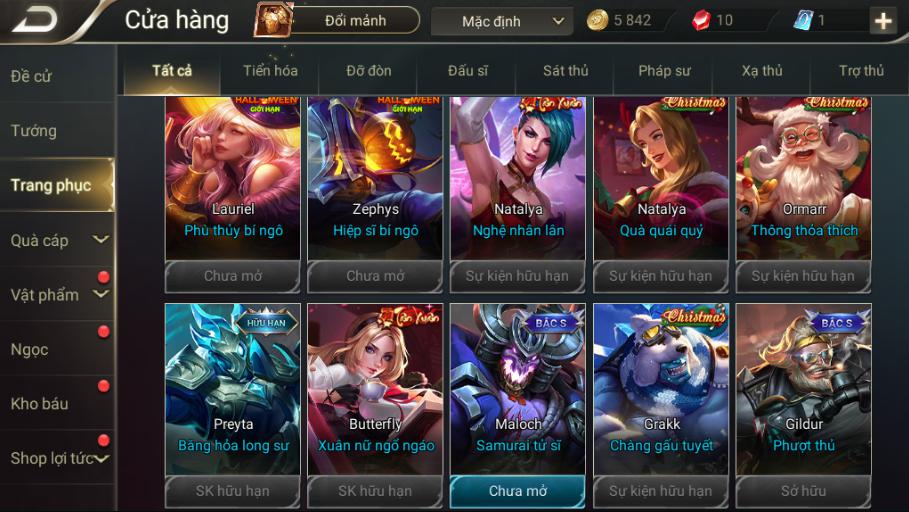 Cửa hàng
Đổi mảnh
Mặc định
5 842
10
1
Đề cử
Tướng
Trang phục
Quà cáp
Vật phẩm
Ngọc
Kho báu
Shop lợi tức
Tất cả
Tiến hóa
Đỡ đòn
Đấu sĩ
Sát thủ
Pháp sư
Xạ thủ
Trợ thủ
HALLOWEEN
GIỚI HẠN
Lauriel
Phù thủy bí ngô
Chưa mở
HALLOWEEN
GIỚI HẠN
Zephys
Hiệp sĩ bí ngô
Chưa mở
Tân Xuân
Natalya
Nghệ nhân lân
Sự kiện hữu hạn
Christmas
Natalya
Quà quái quỷ
Sự kiện hữu hạn
Christmas
Ormarr
Thông thỏa thích
Sự kiện hữu hạn
HỮU HẠN
Preyta
Băng hỏa long sư
SK hữu hạn
Tân Xuân
Butterfly
Xuân nữ ngổ ngáo
SK hữu hạn
BẬC S
Maloch
Samurai tử sĩ
Chưa mở
Christmas
Grakk
Chàng gấu tuyết
Sự kiện hữu hạn
BẬC S
Gildur
Phượt thủ
Sở hữu